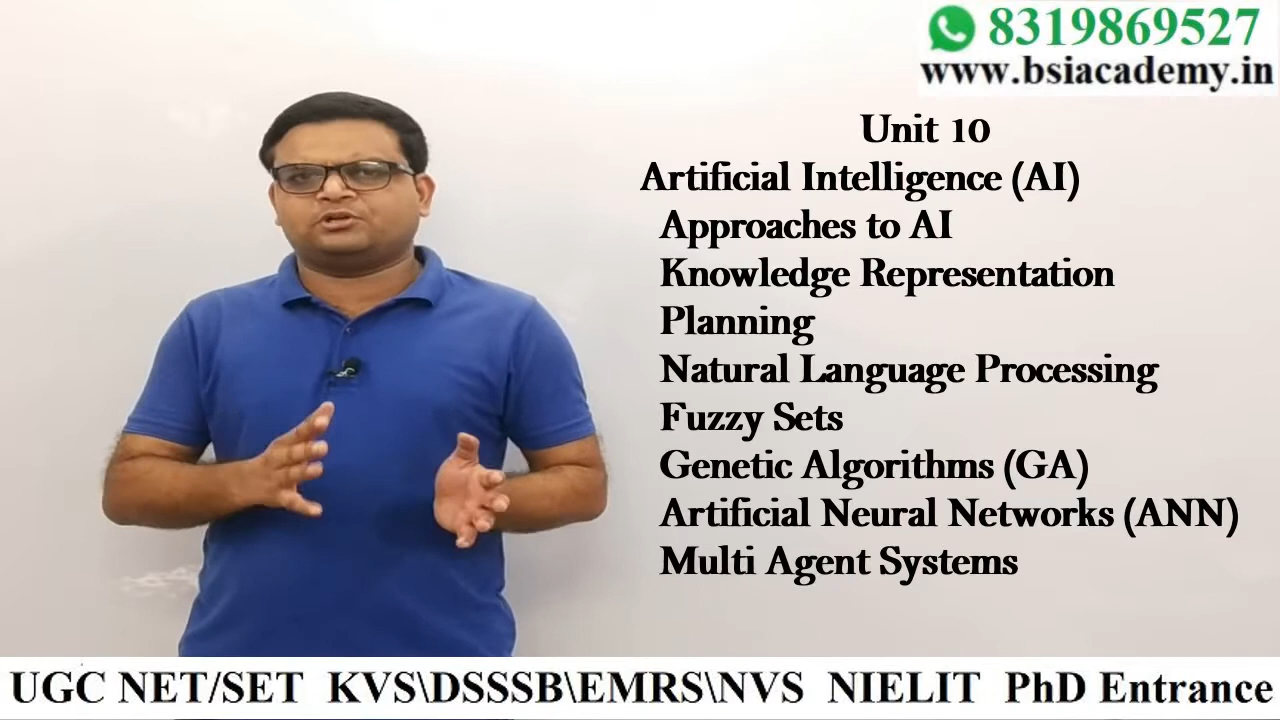 8319869527
www.bsiacademy.in
Unit 10
Artificial Intelligence (AI)
Approaches to AI
Knowledge Representation
Planning
Natural Language Processing
Fuzzy Sets
Genetic Algorithms (GA)
Artificial Neural Networks (ANN)
Multi Agent Systems
UGC NET/SET KVS\DSSSB\EMRS\NVS NIELIT PhD Entrance